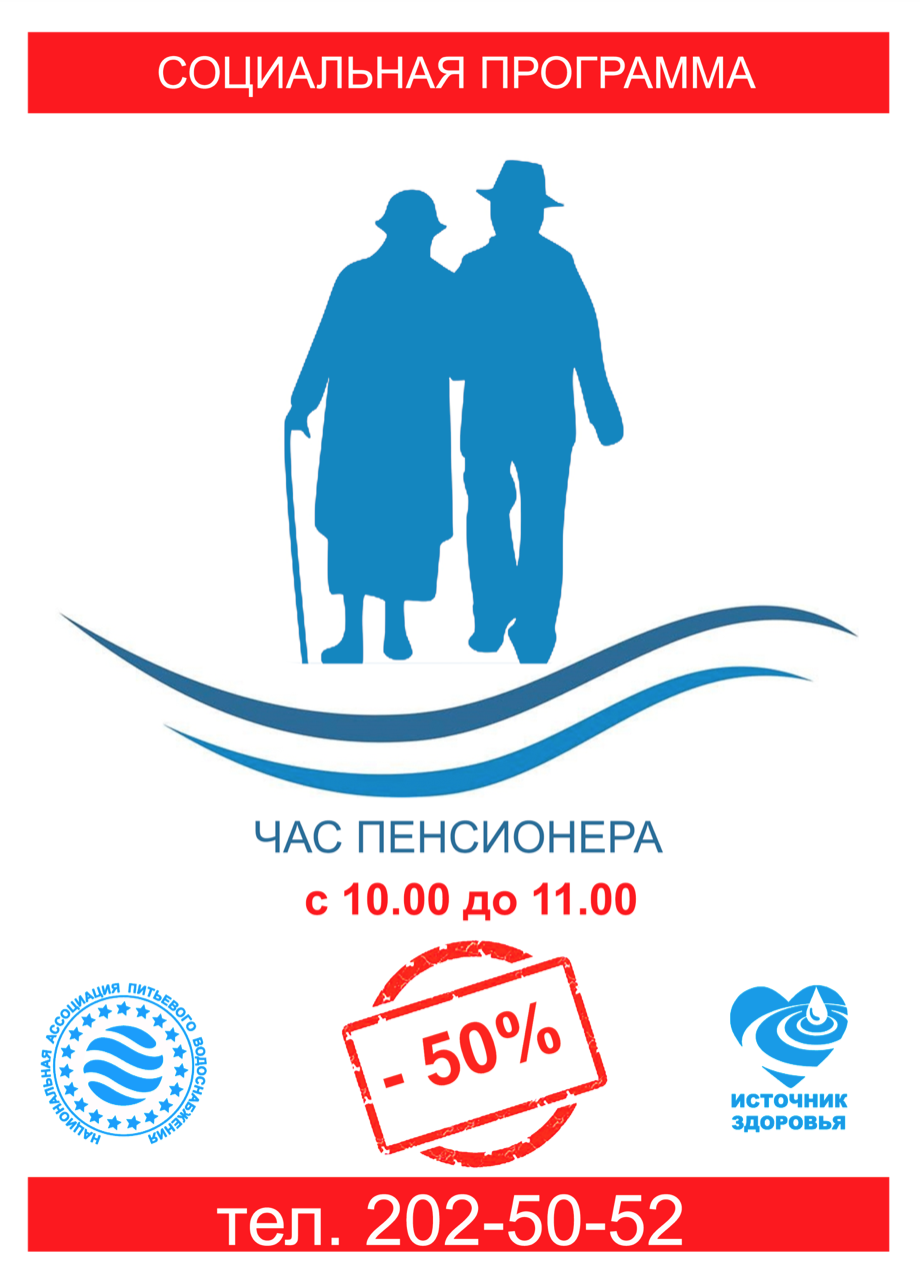 СОЦИАЛЬНАЯ ПРОГРАММА
ЧАС ПЕНСИОНЕРА
с 10.00 до 11.00
- 50%
НАЦИОНАЛЬНАЯ АССОЦИАЦИЯ ПИТЬЕВОГО ВОДОСНАБЖЕНИЯ
ИСТОЧНИК
ЗДОРОВЬЯ
тел. 202-50-52